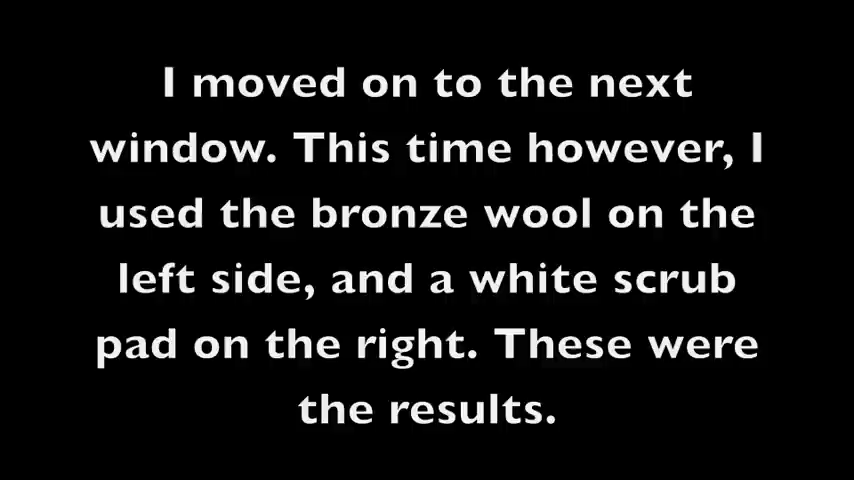 I moved on to the next
window. This time however, I
used the bronze wool on the
left side, and a white scrub
pad on the right. These were
the results.